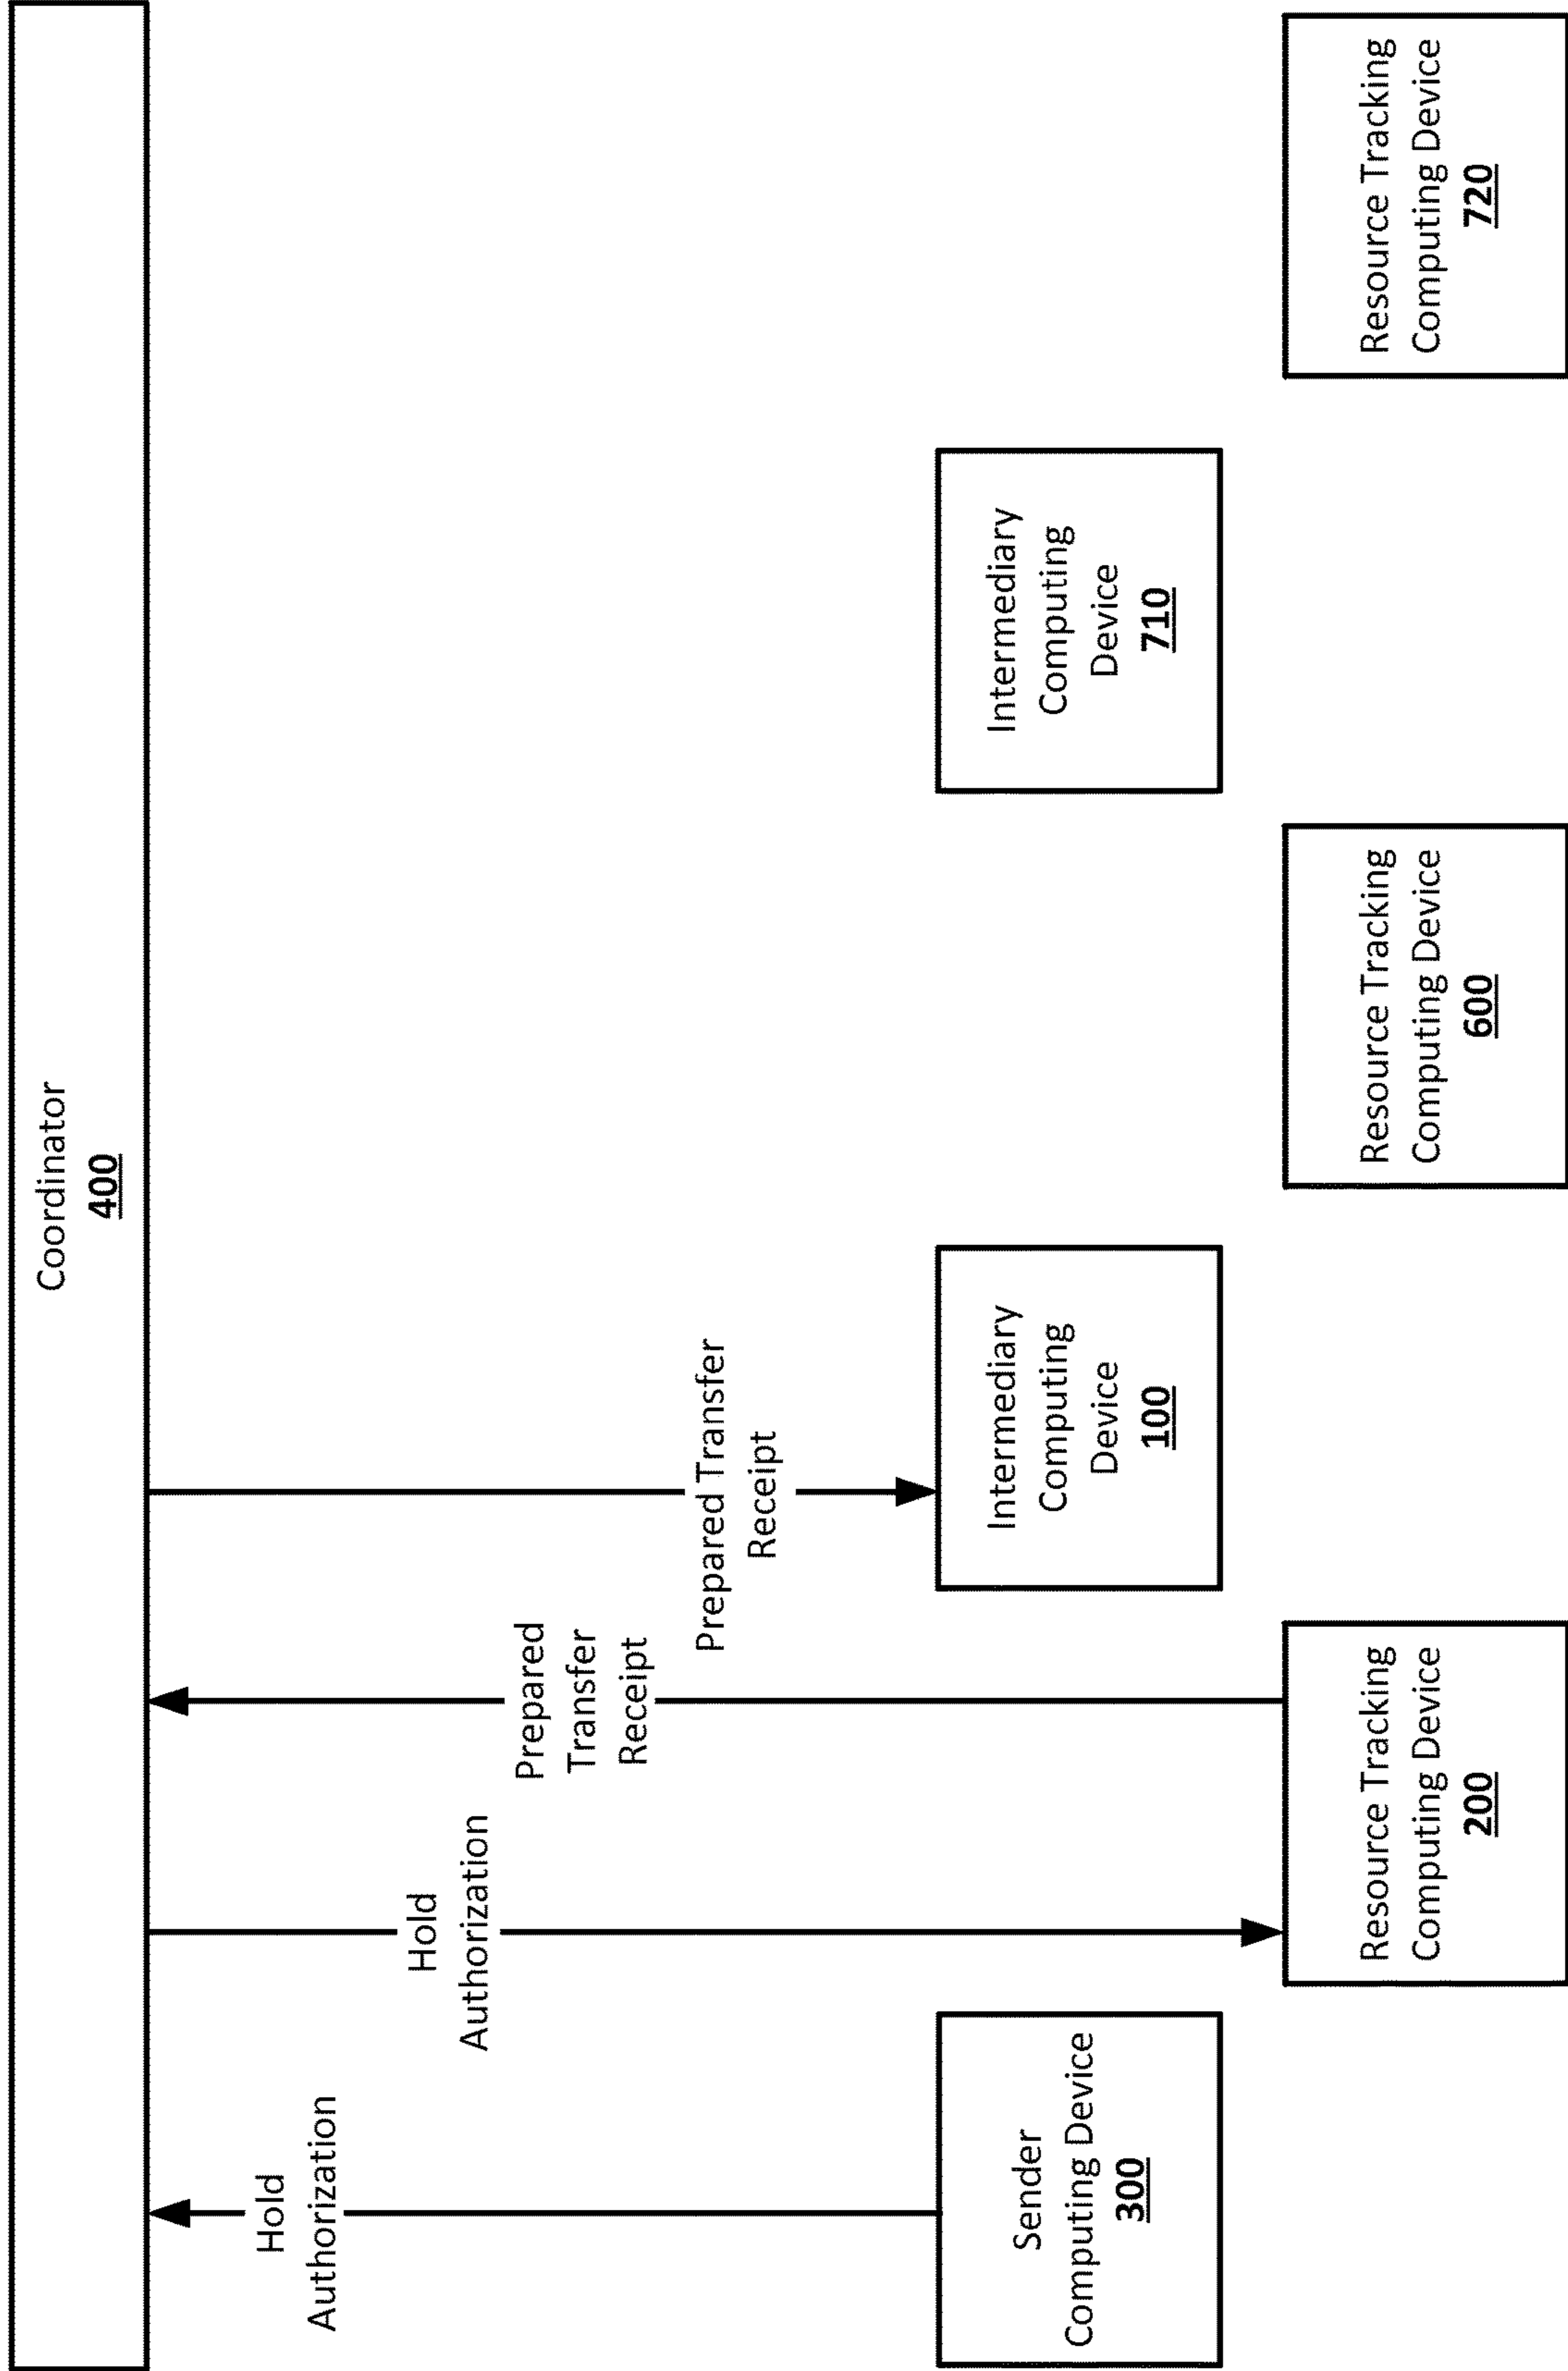 Coordinator
400
Hold
Authorization
Hold
Authorization
Prepared
Transfer
Receipt
Prepared Transfer
Receipt
Sender
Computing Device
300
Intermediary
Computing
Device
100
Intermediary
Computing
Device
710
Resource Tracking
Computing Device
200
Resource Tracking
Computing Device
600
Resource Tracking
Computing Device
720